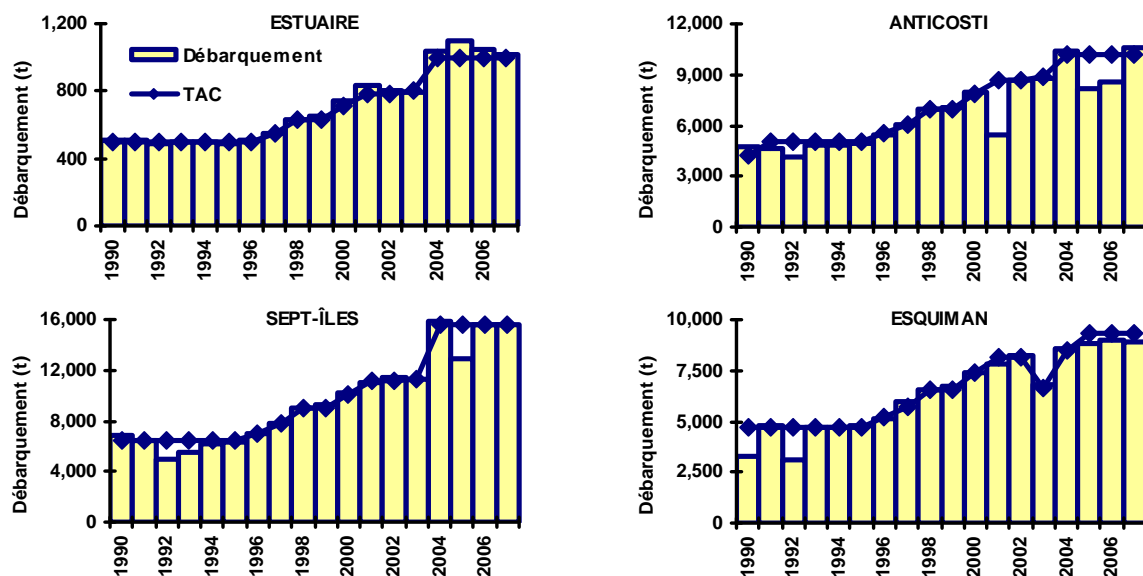 ESTUAIRE
Débarquement (t)
1,200
800
400
0
Débarquement
TAC
1990 1992 1994 1996 1998 2000 2002 2004 2006
ANTICOSTI
Débarquement (t)
12,000
9,000
6,000
3,000
0
1990 1992 1994 1996 1998 2000 2002 2004 2006
SEPT-ÎLES
Débarquement (t)
16,000
12,000
8,000
4,000
0
1990 1992 1994 1996 1998 2000 2002 2004 2006
ESQUIMAN
Débarquement (t)
10,000
7,500
5,000
2,500
0
1990 1992 1994 1996 1998 2000 2002 2004 2006